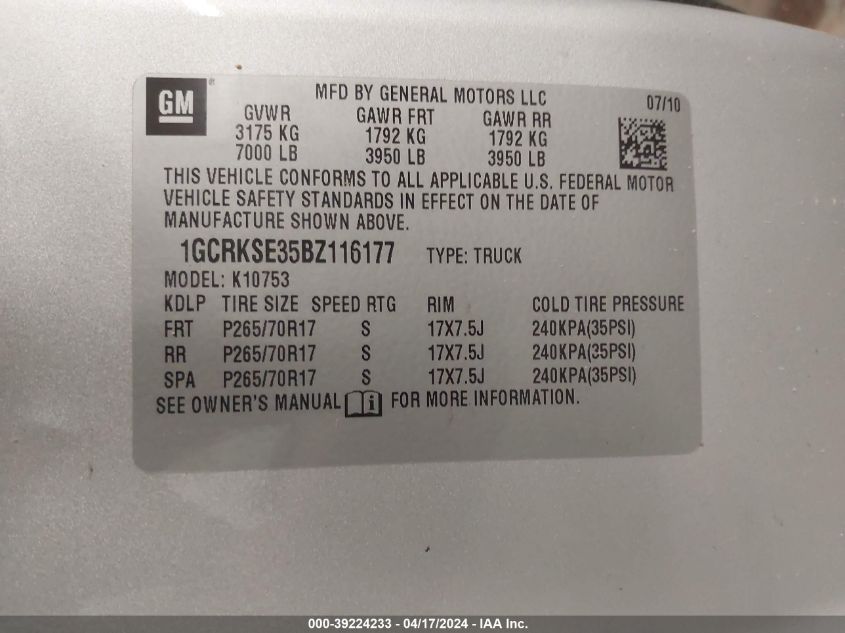 GM
MFD BY GENERAL MOTORS LLC 07/10
GVWR GAWR FRT GAWR RR
3175 KG 1792 KG 1792 KG
7000 LB 3950 LB 3950 LB
THIS VEHICLE CONFORMS TO ALL APPLICABLE U.S. FEDERAL MOTOR
VEHICLE SAFETY STANDARDS IN EFFECT ON THE DATE OF
MANUFACTURE SHOWN ABOVE.
1GCRKSE35BZ116177 TYPE: TRUCK
MODEL: K10753
KDLP TIRE SIZE SPEED RTG RIM COLD TIRE PRESSURE
FRT P265/70R17 S 17X7.5J 240KPA(35PSI)
RR P265/70R17 S 17X7.5J 240KPA(35PSI)
SPA P265/70R17 S 17X7.5J 240KPA(35PSI)
SEE OWNER'S MANUAL i FOR MORE INFORMATION.
000-39224233 - 04/17/2024 - IAA Inc.